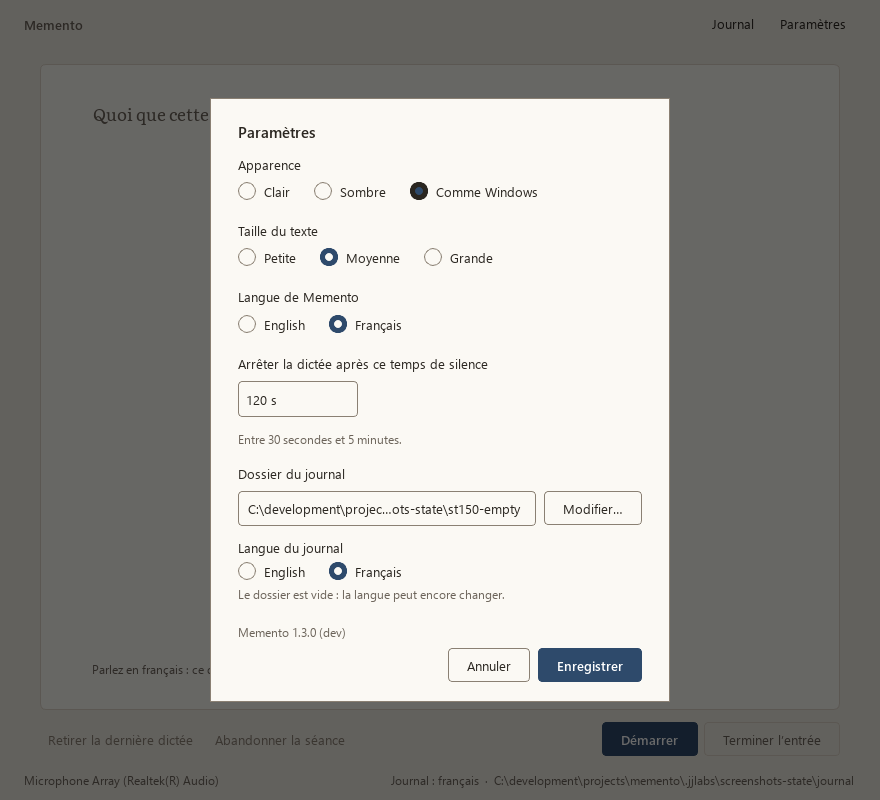 Memento
Journal Paramètres
Quoi que cette
Paramètres
Apparence
Clair Sombre Comme Windows
Taille du texte
Petite Moyenne Grande
Langue de Memento
English Français
Arrêter la dictée après ce temps de silence
120 s
Entre 30 secondes et 5 minutes.
Dossier du journal
C:\development\projec...ots-state\st150-empty Modifier...
Langue du journal
English Français
Le dossier est vide : la langue peut encore changer.
Memento 1.3.0 (dev)
Annuler Enregistrer
Parlez en français : ce
Retirer la dernière dictée Abandonner la séance Démarrer Terminer l'entrée
Microphone Array (Realtek(R) Audio) Journal : français · C:\development\projects\memento\.jjlabs\screenshots-state\journal